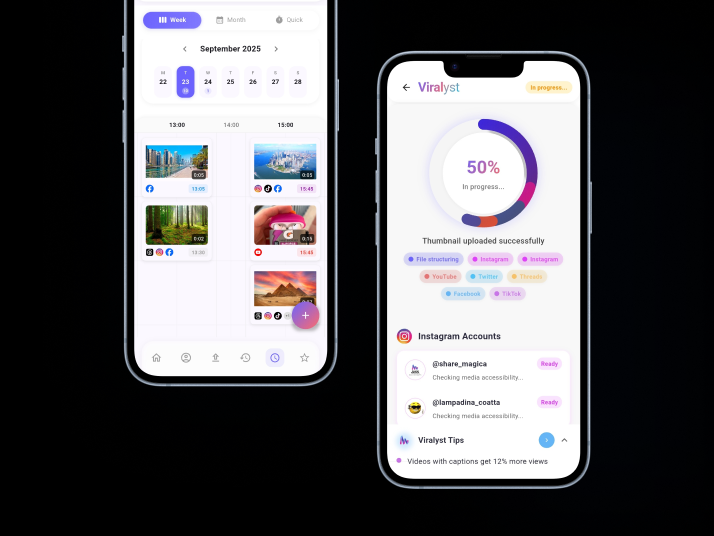 Week
Month
Quick
September 2025
M T W T F S S
22 23 24 25 26 27 28
13:00 14:00 15:00
0:05
13:05
0:05
15:45
0:02
13:30
0:15
15:45
Viralyst
In progress...
50%
In progress...
Thumbnail uploaded successfully
File structuring
Instagram
Instagram
YouTube
Twitter
Threads
Facebook
TikTok
Instagram Accounts
@share_magica
Ready
Checking media accessibility...
@lampadina_coatta
Ready
Checking media accessibility...
Viralyst Tips
Videos with captions get 12% more views